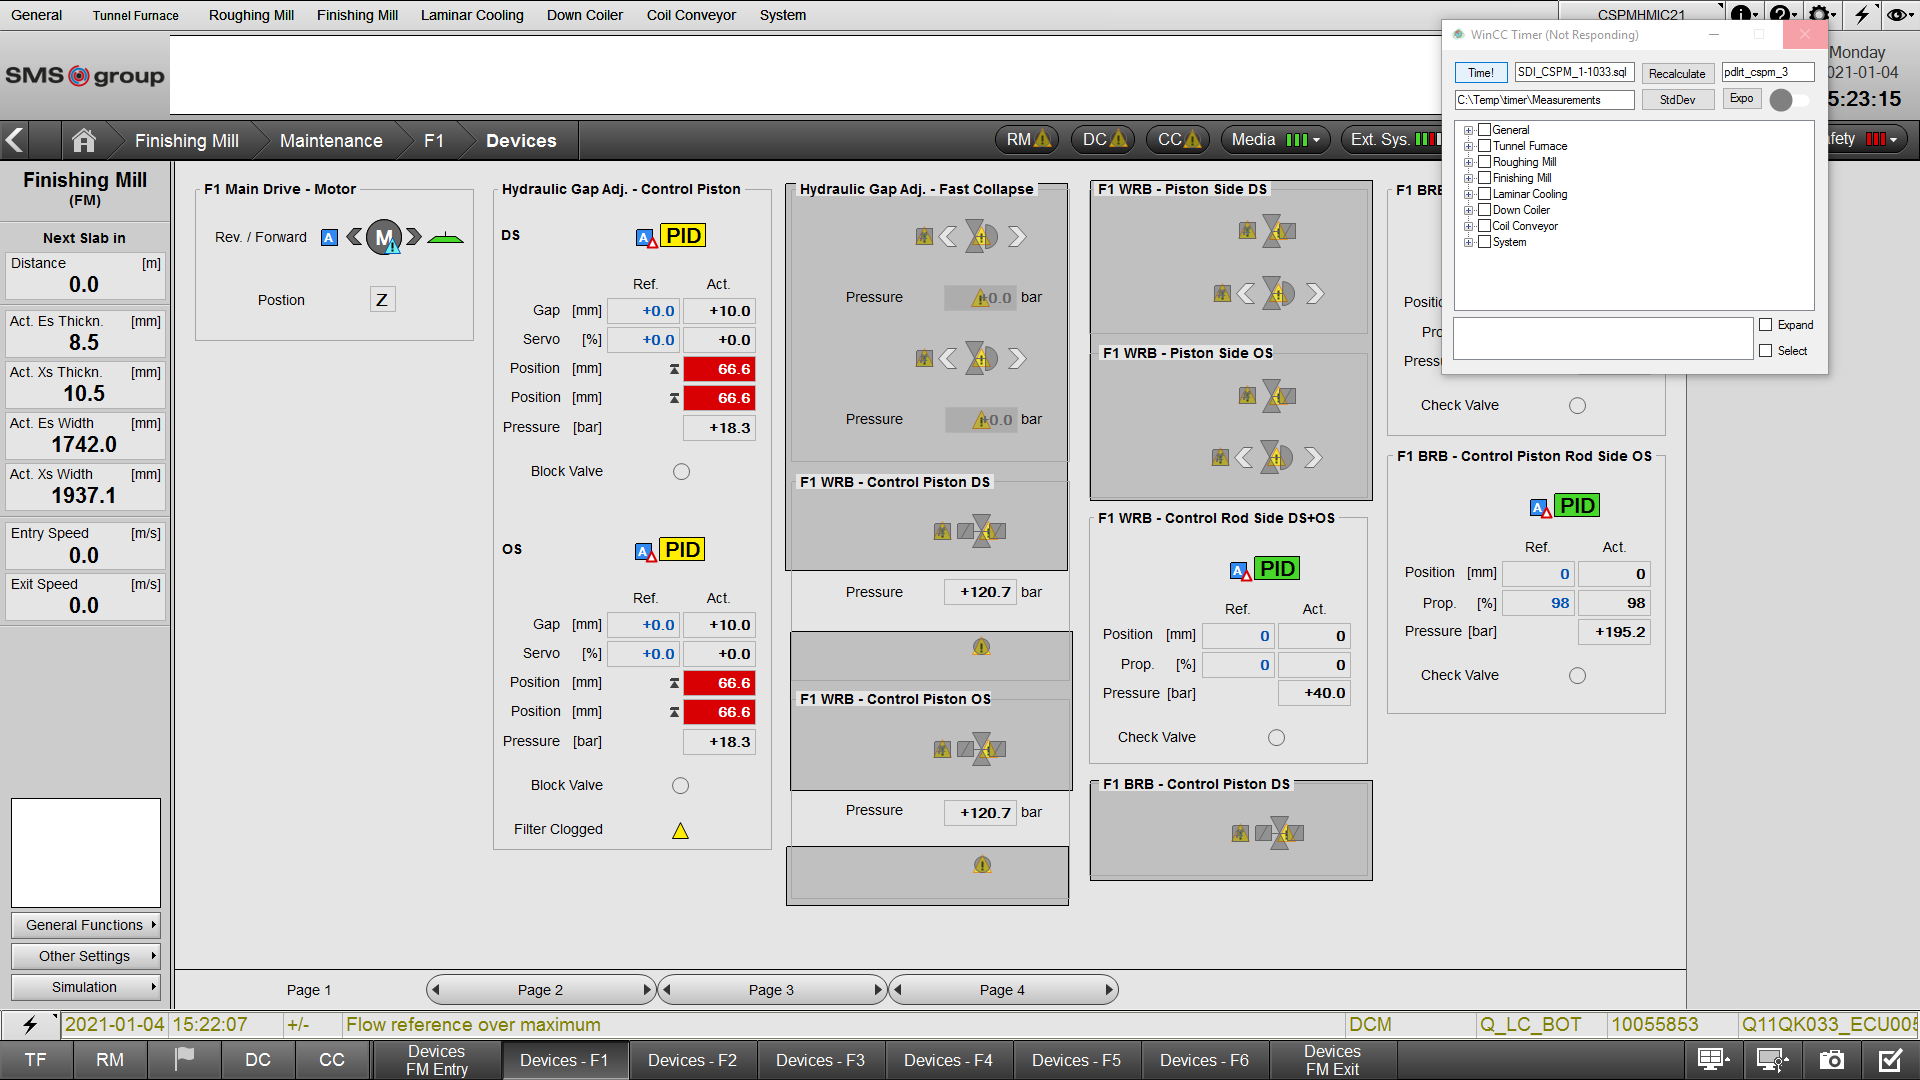 General Tunnel Furnace Roughing Mill Finishing Mill Laminar Cooling Down Coiler Coil Conveyor System CSPMHMIC21
SMS group
Monday
021-01-04
5:23:15
Finishing Mill Maintenance F1 Devices RM DC CC Media Ext. Sys. fety
WinCC Timer (Not Responding)
Time! SDI_CSPM_1-1033.sql Recalculate pdlrt_cspm_3
C:\Temp\timer\Measurements StdDev Expo
General
Tunnel Furnace
Roughing Mill
Finishing Mill
Laminar Cooling
Down Coiler
Coil Conveyor
System
Expand
Select
Finishing Mill
(FM)
Next Slab in
Distance [m]
0.0
Act. Es Thickn. [mm]
8.5
Act. Xs Thickn. [mm]
10.5
Act. Es Width [mm]
1742.0
Act. Xs Width [mm]
1937.1
Entry Speed [m/s]
0.0
Exit Speed [m/s]
0.0
General Functions
Other Settings
Simulation
F1 Main Drive - Motor
Rev. / Forward A M
Postion Z
Hydraulic Gap Adj. - Control Piston
DS A PID
Ref. Act.
Gap [mm] +0.0 +10.0
Servo [%] +0.0 +0.0
Position [mm] 66.6
Position [mm] 66.6
Pressure [bar] +18.3
Block Valve
OS A PID
Ref. Act.
Gap [mm] +0.0 +10.0
Servo [%] +0.0 +0.0
Position [mm] 66.6
Position [mm] 66.6
Pressure [bar] +18.3
Block Valve
Filter Clogged
Hydraulic Gap Adj. - Fast Collapse
Pressure +0.0 bar
Pressure +0.0 bar
F1 WRB - Control Piston DS
Pressure +120.7 bar
F1 WRB - Control Piston OS
Pressure +120.7 bar
F1 WRB - Piston Side DS
F1 WRB - Piston Side OS
F1 WRB - Control Rod Side DS+OS
A PID
Ref. Act.
Position [mm] 0 0
Prop. [%] 0 0
Pressure [bar] +40.0
Check Valve
F1 BRB - Control Piston DS
F1 BRB
Check Valve
F1 BRB - Control Piston Rod Side OS
A PID
Ref. Act.
Position [mm] 0 0
Prop. [%] 98 98
Pressure [bar] +195.2
Check Valve
Page 1 Page 2 Page 3 Page 4
2021-01-04 15:22:07 +/- Flow reference over maximum DCM Q_LC_BOT 10055853 Q11QK033_ECU005
TF RM DC CC Devices FM Entry Devices - F1 Devices - F2 Devices - F3 Devices - F4 Devices - F5 Devices - F6 Devices FM Exit